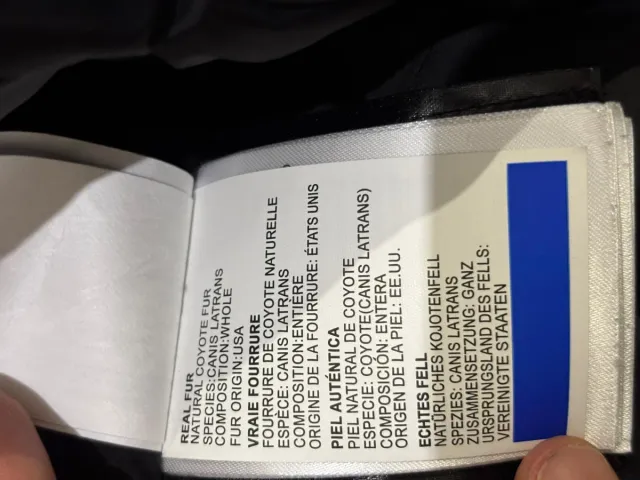 REAL FUR
NATURAL COYOTE FUR
SPECIES:CANIS LATRANS
COMPOSITION:WHOLE
FUR ORIGIN:USA
VRAIE FOURRURE
FOURRURE DE COYOTE NATURELLE
ESPÈCE: CANIS LATRANS
COMPOSITION:ENTIÈRE
ORIGINE DE LA FOURRURE: ÉTATS UNIS
PIEL AUTÉNTICA
PIEL NATURAL DE COYOTE
ESPECIE: COYOTE(CANIS LATRANS)
COMPOSICIÓN: ENTERA
ORIGEN DE LA PIEL: EE.UU.
ECHTES FELL
NATÜRLICHES KOJOTENFELL
SPEZIES: CANIS LATRANS
ZUSAMMENSETZUNG: GANZ
URSPRUNGSLAND DES FELLS:
VEREINIGTE STAATEN